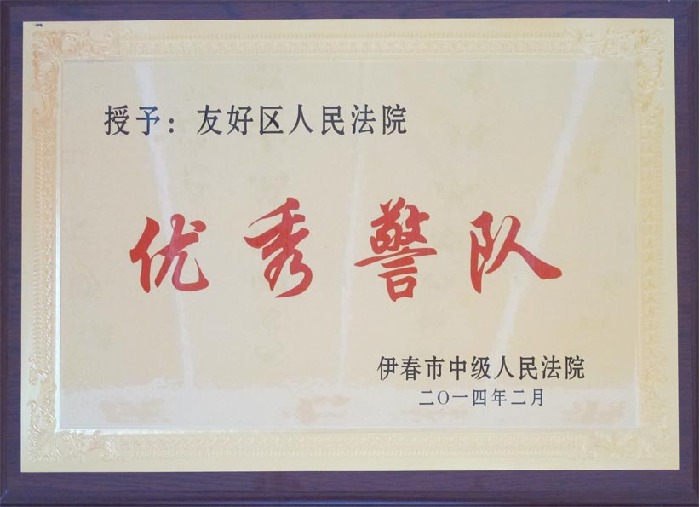 授予：友好区人民法院
优秀警队
伊春市中级人民法院
二〇一四年二月